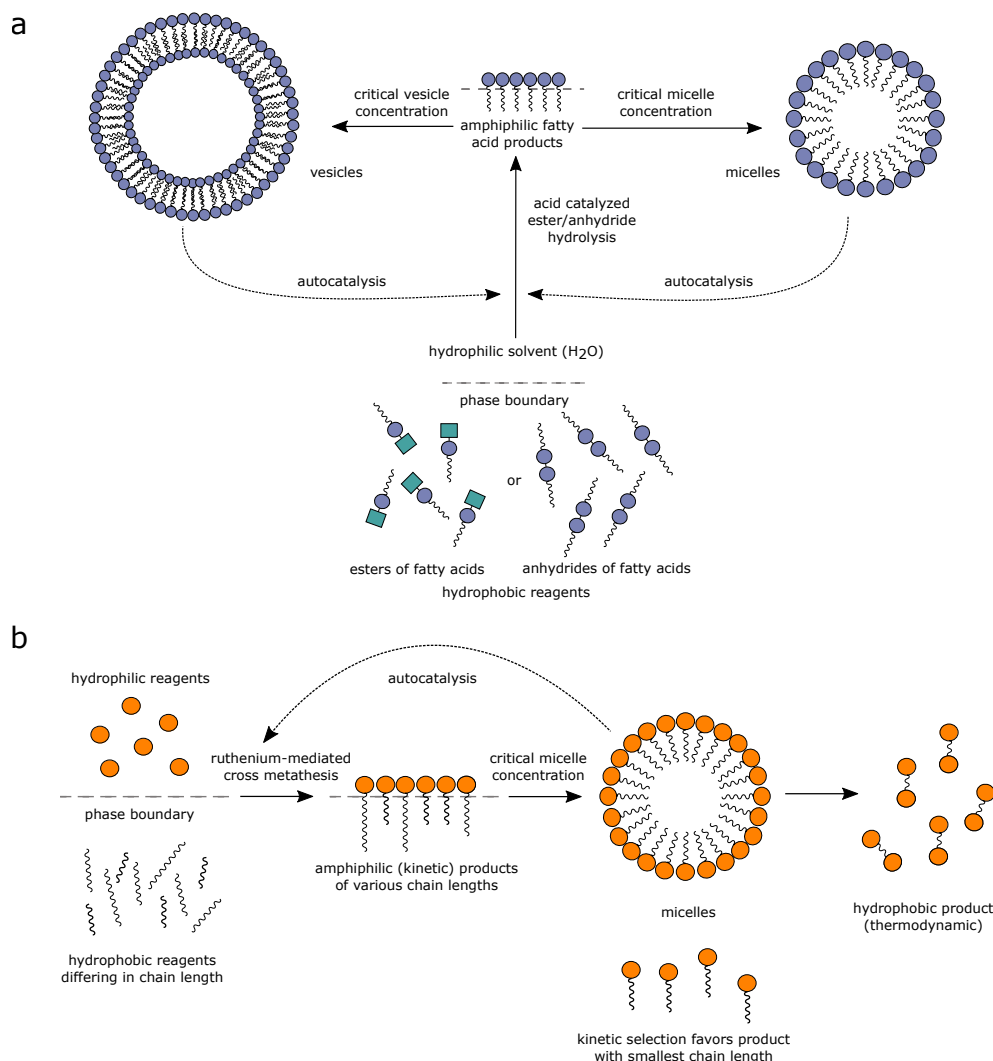 a
critical vesicle
concentration
critical micelle
concentration
amphiphilic fatty
acid products
vesicles
micelles
acid catalyzed
ester/anhydride
hydrolysis
autocatalysis
autocatalysis
hydrophilic solvent (H2O)
phase boundary
or
esters of fatty acids
anhydrides of fatty acids
hydrophobic reagents
b
hydrophilic reagents
autocatalysis
ruthenium-mediated
cross metathesis
critical micelle
concentration
phase boundary
amphiphilic (kinetic) products
of various chain lengths
micelles
hydrophobic product
(thermodynamic)
hydrophobic reagents
differing in chain length
kinetic selection favors product
with smallest chain length